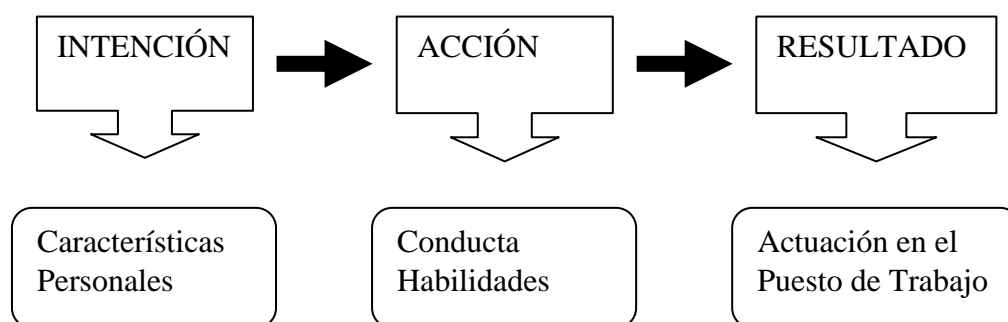 INTENCIÓN
ACCIÓN
RESULTADO
Características
Personales
Conducta
Habilidades
Actuación en el
Puesto de Trabajo